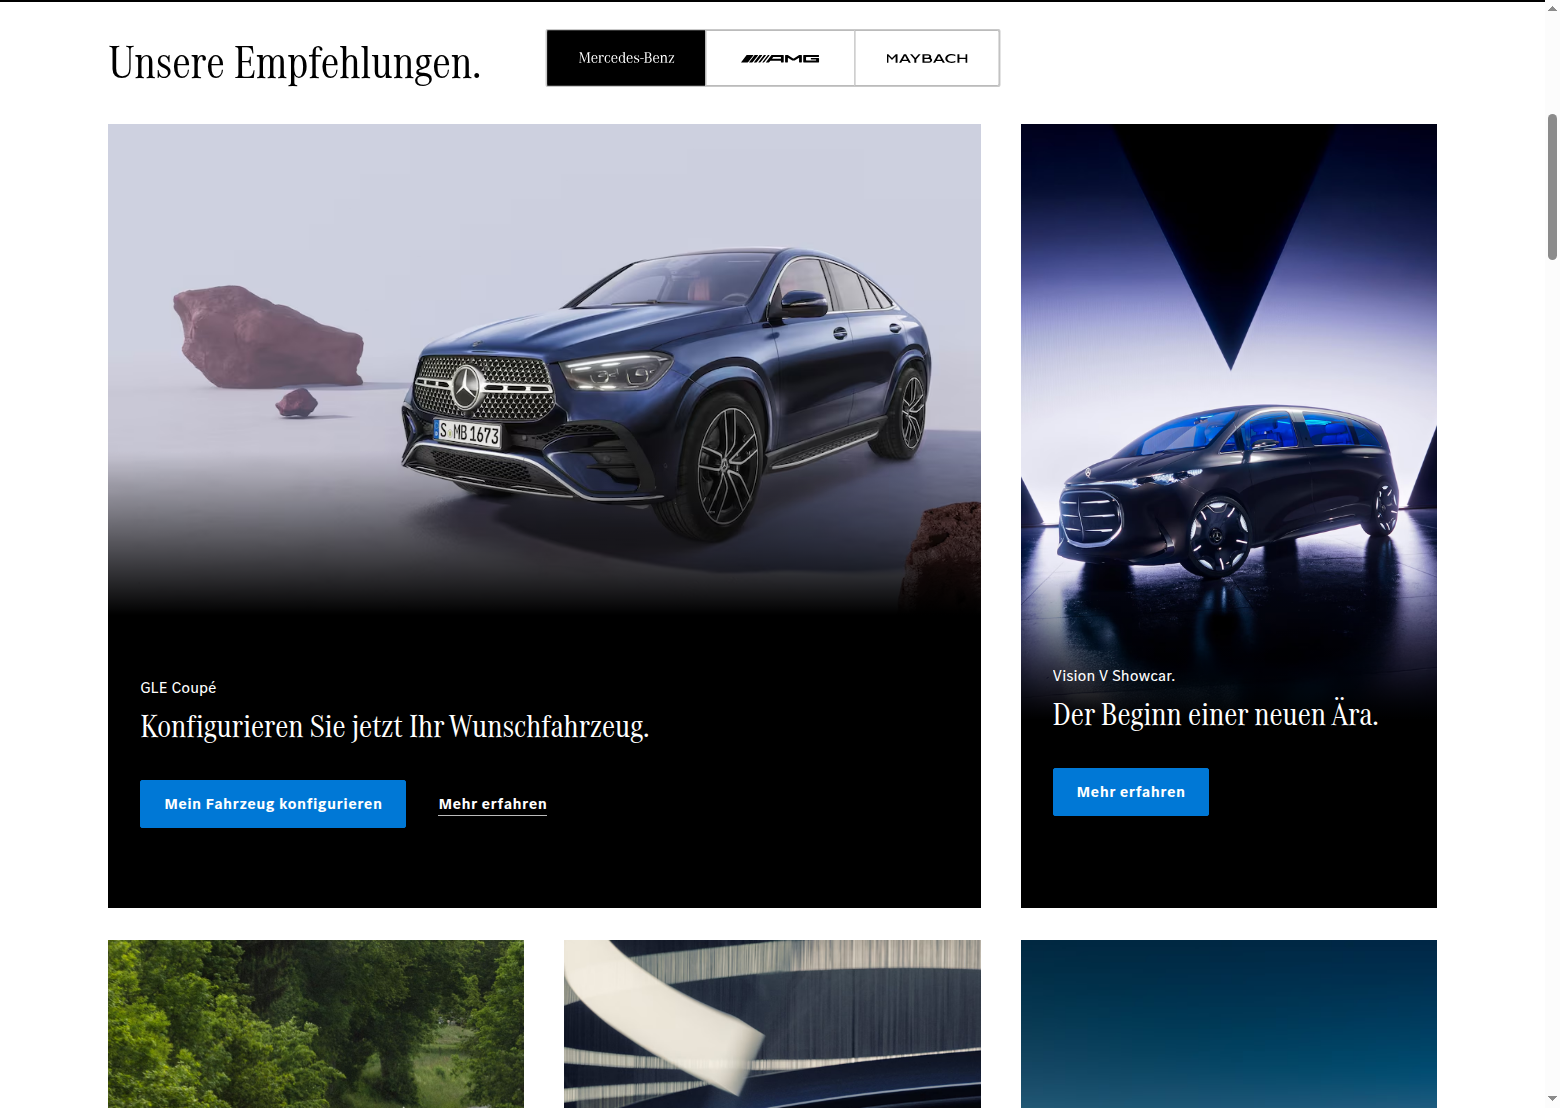 Unsere Empfehlungen.
Mercedes-Benz
AMG
MAYBACH
S MB 1673
GLE Coupé
Konfigurieren Sie jetzt Ihr Wunschfahrzeug.
Mein Fahrzeug konfigurieren
Mehr erfahren
Vision V Showcar.
Der Beginn einer neuen Ära.
Mehr erfahren